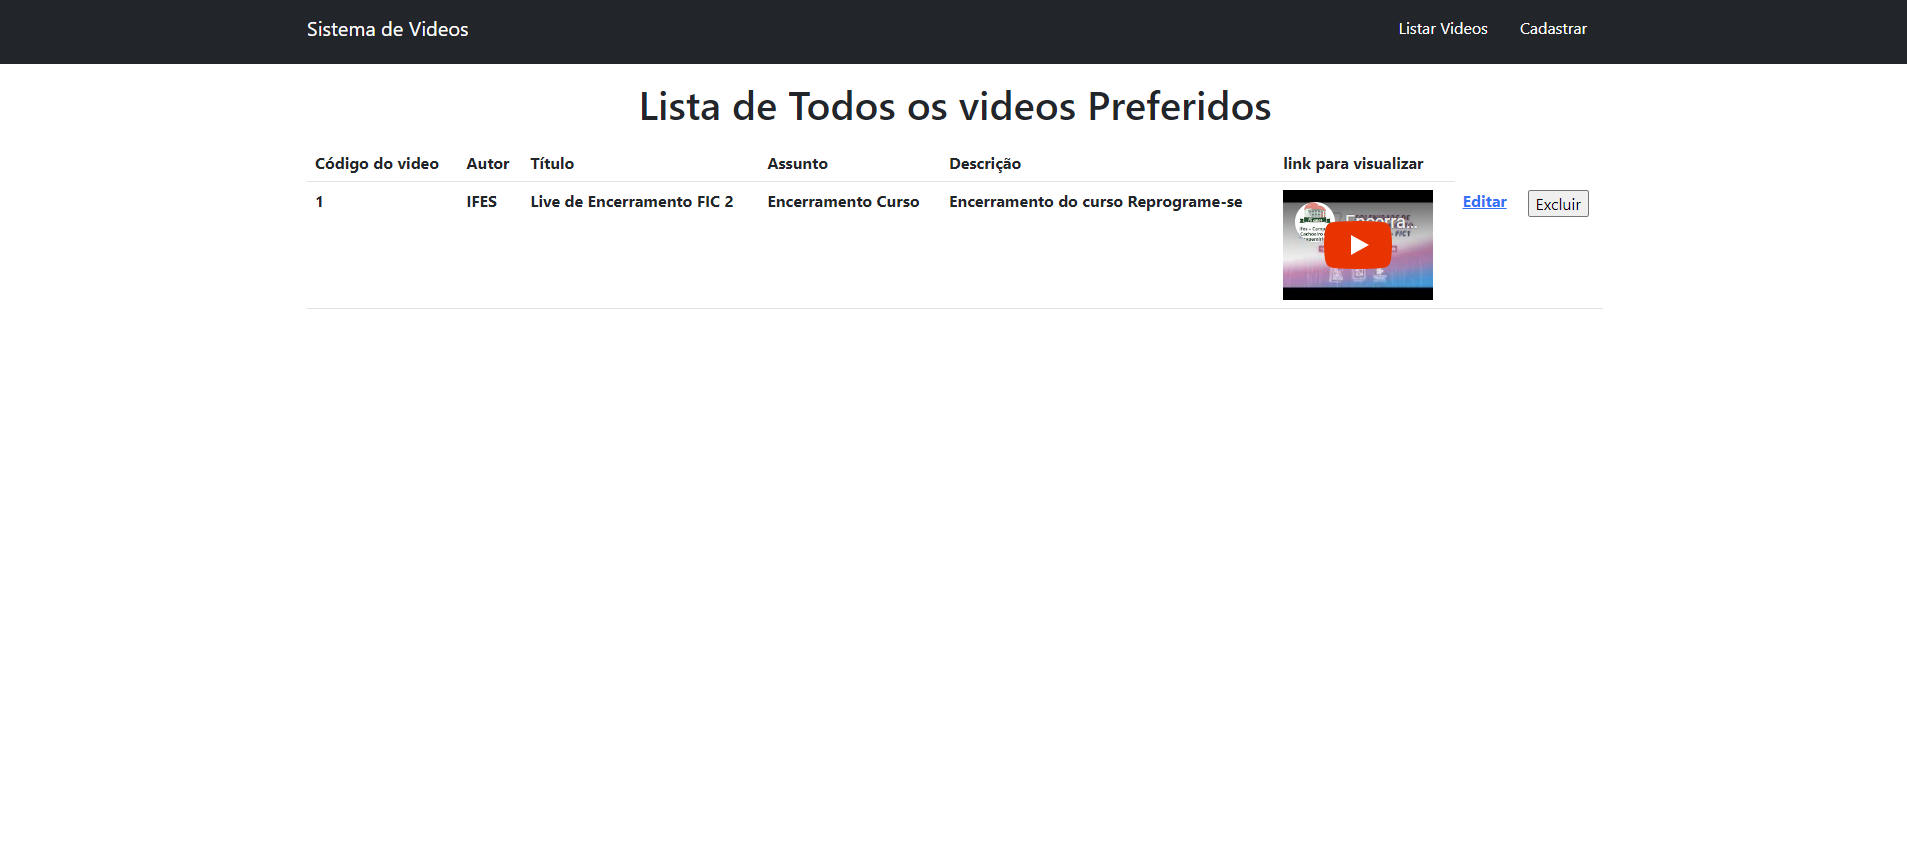 Sistema de Videos
Listar Videos
Cadastrar
Lista de Todos os videos Preferidos
Código do video Autor Título Assunto Descrição link para visualizar
1 IFES Live de Encerramento FIC 2 Encerramento Curso Encerramento do curso Reprograme-se Editar Excluir
Encerra...
FIC1